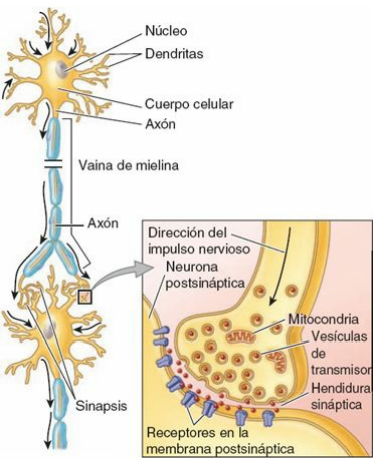 Núcleo
Dendritas
Cuerpo celular
Axón
Vaina de mielina
Axón
Sinapsis
Dirección del
impulso nervioso
Neurona
postsináptica
Mitocondria
Vesículas
de
transmisor
Hendidura
sináptica
Receptores en la
membrana postsináptica